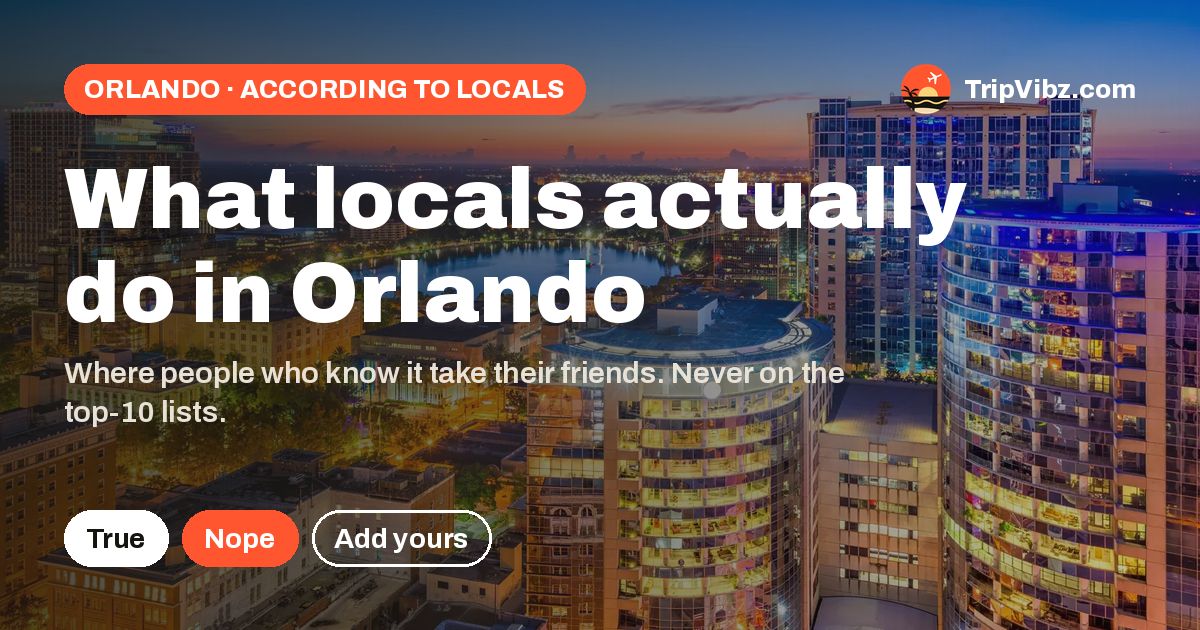 ORLANDO · ACCORDING TO LOCALS
TripVibz.com
What locals actually
do in Orlando
Where people who know it take their friends. Never on the
top-10 lists.
True
Nope
Add yours